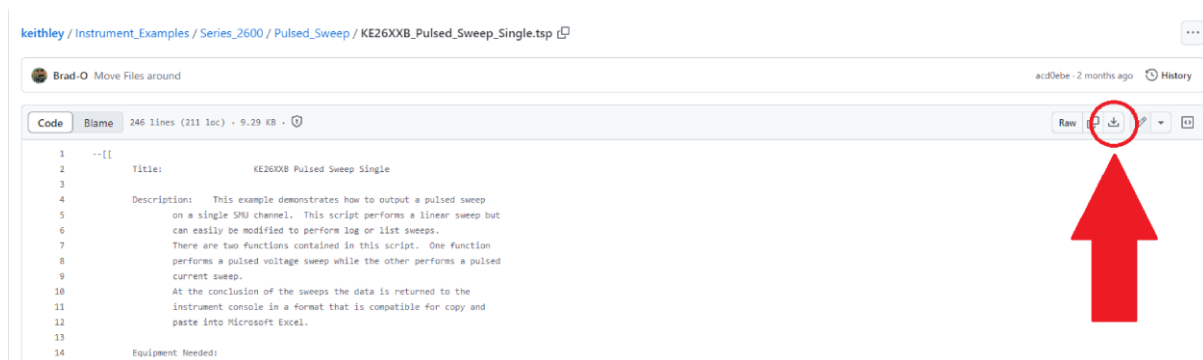 keithley / Instrument_Examples / Series_2600 / Pulsed_Sweep / KE26XXB_Pulsed_Sweep_Single.tsp
Brad-O Move Files around acd0ebe · 2 months ago History
Code Blame 246 lines (211 loc) · 9.29 KB · Raw
1 --[[
2 Title: KE26XXB Pulsed Sweep Single
3
4 Description: This example demonstrates how to output a pulsed sweep
5 on a single SMU channel. This script performs a linear sweep but
6 can easily be modified to perform log or list sweeps.
7 There are two functions contained in this script. One function
8 performs a pulsed voltage sweep while the other performs a pulsed
9 current sweep.
10 At the conclusion of the sweeps the data is returned to the
11 instrument console in a format that is compatible for copy and
12 paste into Microsoft Excel.
13
14 Equipment Needed: